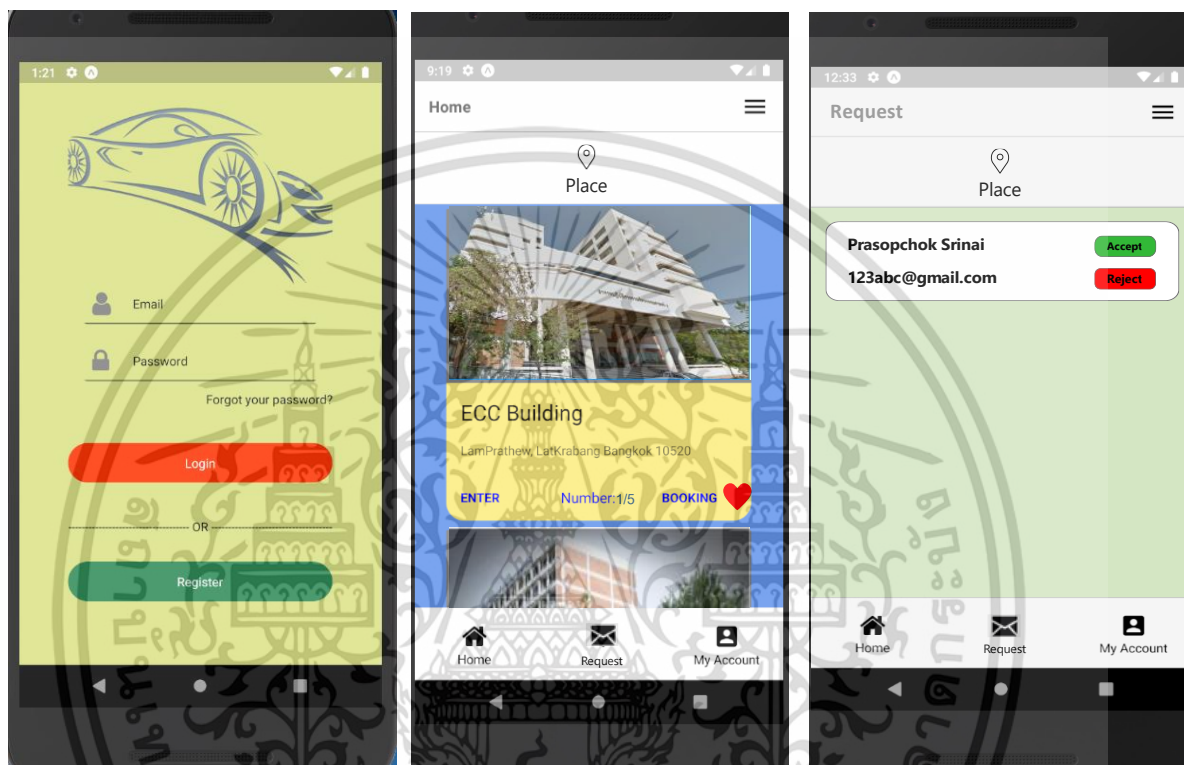 1:21
Email
Password
Forgot your password?
Login
OR
Register
9:19
Home
Place
ECC Building
LamPrathew, LatKrabang Bangkok 10520
ENTER Number:1/5 BOOKING
Home Request My Account
12:33
Request
Place
Prasopchok Srinai Accept
123abc@gmail.com Reject
Home Request My Account